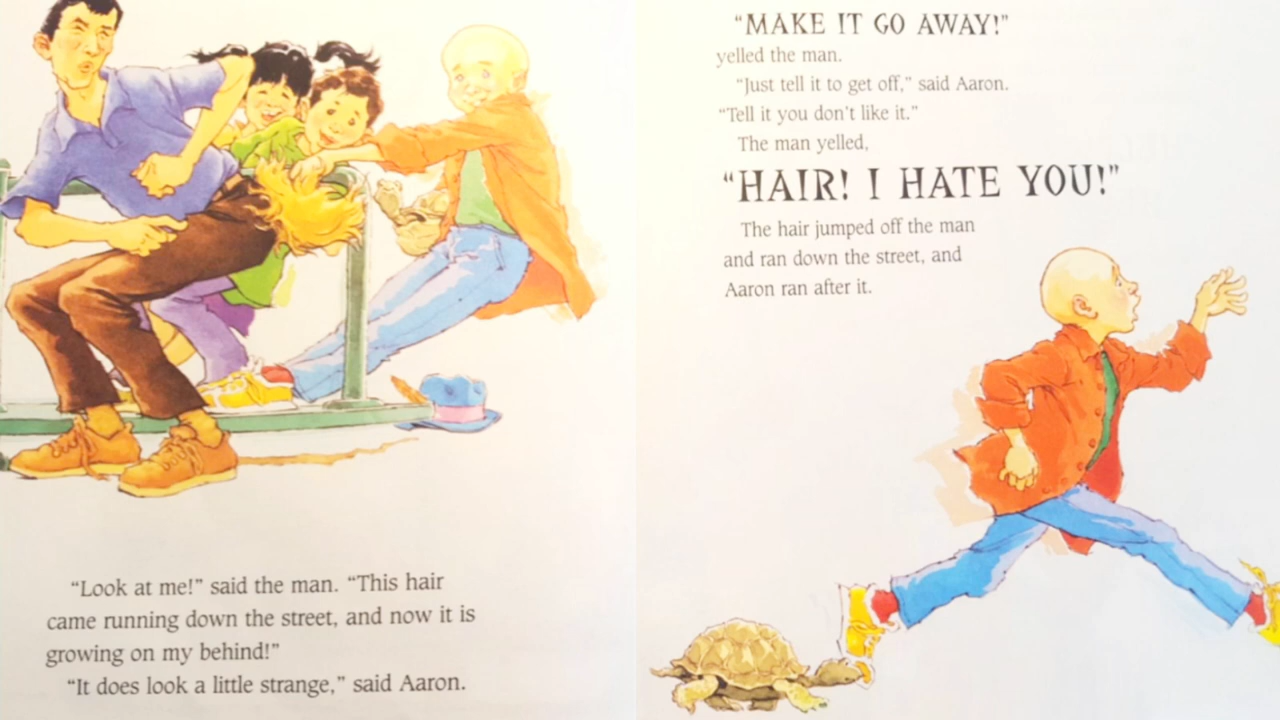 “Look at me!” said the man. “This hair
came running down the street, and now it is
growing on my behind!”
“It does look a little strange,” said Aaron.
“MAKE IT GO AWAY!”
yelled the man.
“Just tell it to get off,” said Aaron.
“Tell it you don’t like it.”
The man yelled,
“HAIR! I HATE YOU!”
The hair jumped off the man
and ran down the street, and
Aaron ran after it.